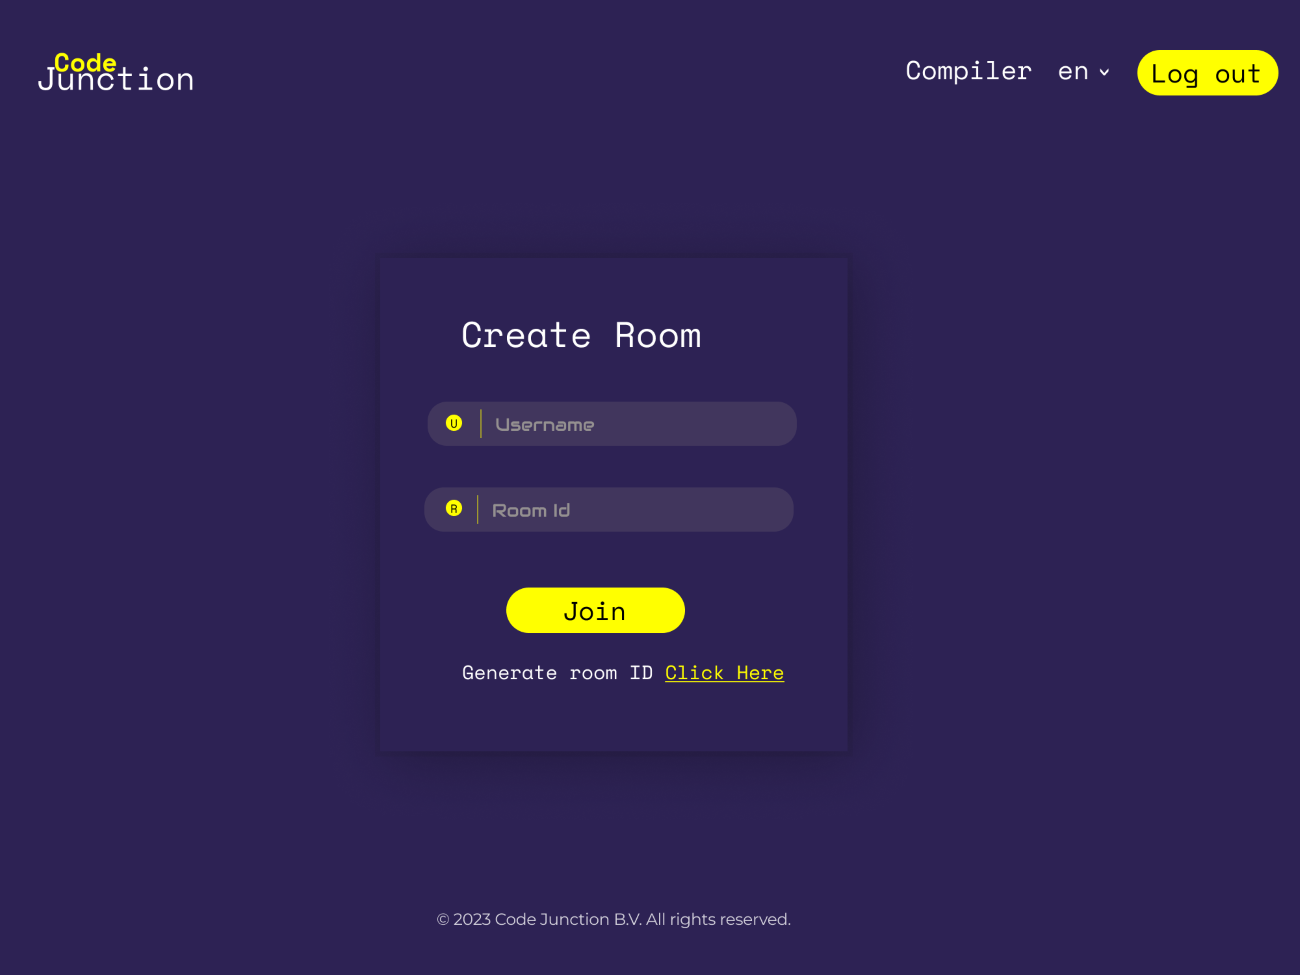 Code
Junction
Compiler en Log out
Create Room
U Username
R Room Id
Join
Generate room ID Click Here
© 2023 Code Junction B.V. All rights reserved.